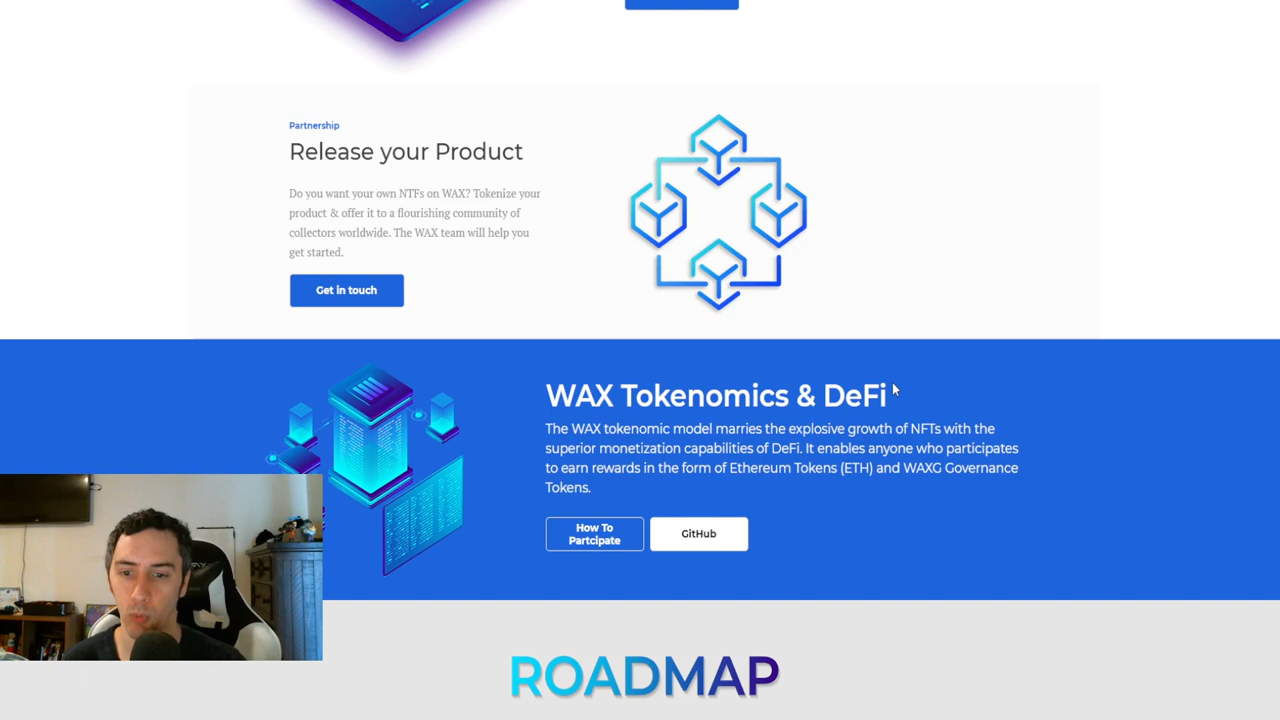 Partnership
Release your Product
Do you want your own NTFs on WAX? Tokenize your
product & offer it to a flourishing community of
collectors worldwide. The WAX team will help you
get started.
Get in touch
WAX Tokenomics & DeFi
The WAX tokenomic model marries the explosive growth of NFTs with the
superior monetization capabilities of DeFi. It enables anyone who participates
to earn rewards in the form of Ethereum Tokens (ETH) and WAXG Governance
Tokens.
How To
Partcipate
GitHub
ROADMAP